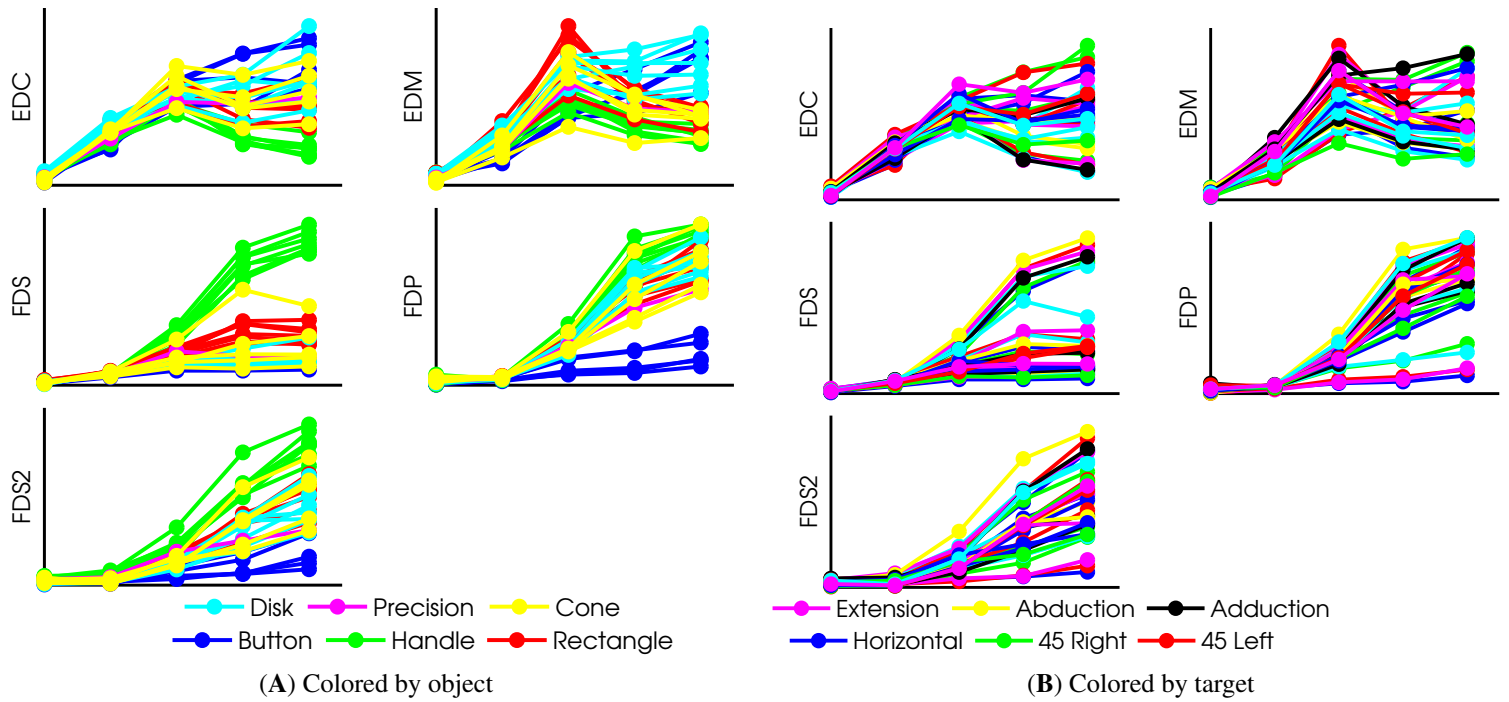 EDC
EDM
FDS
FDP
FDS2
Disk Precision Cone
Button Handle Rectangle
(A) Colored by object
EDC
EDM
FDS
FDP
FDS2
Extension Abduction Adduction
Horizontal 45 Right 45 Left
(B) Colored by target